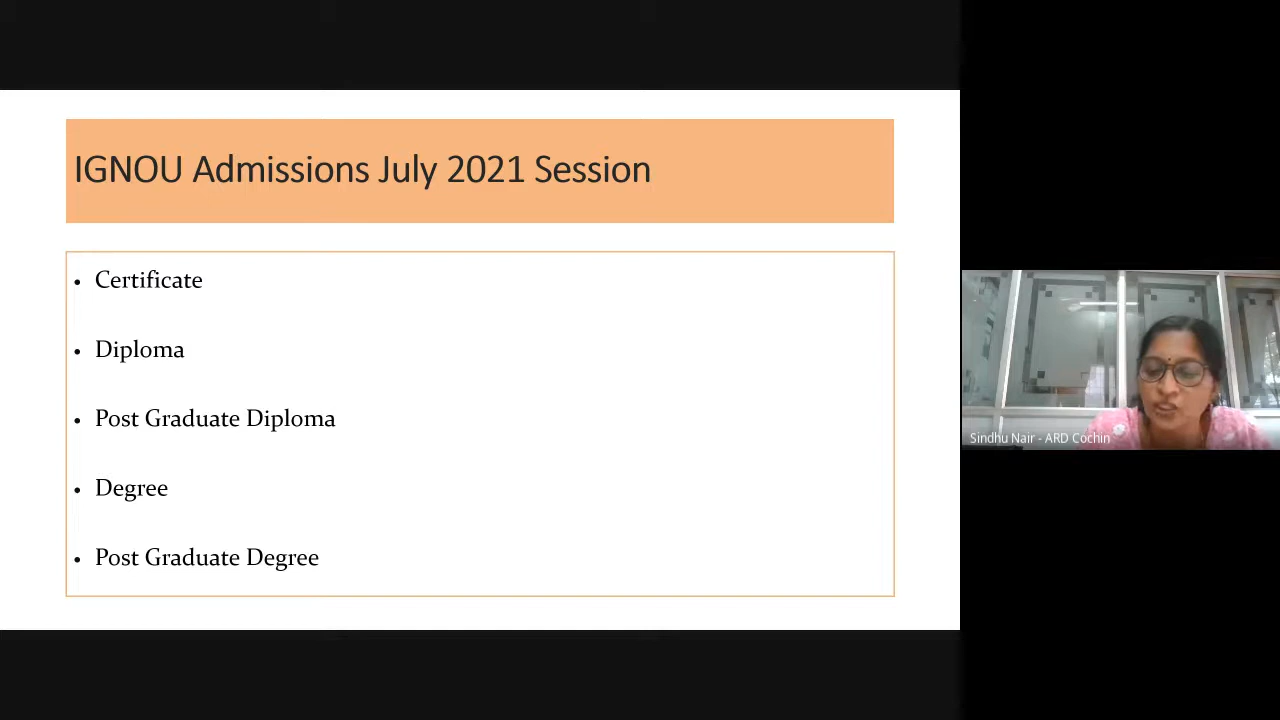 IGNOU Admissions July 2021 Session
• Certificate
• Diploma
• Post Graduate Diploma
• Degree
• Post Graduate Degree
Sindhu Nair - ARD Cochin